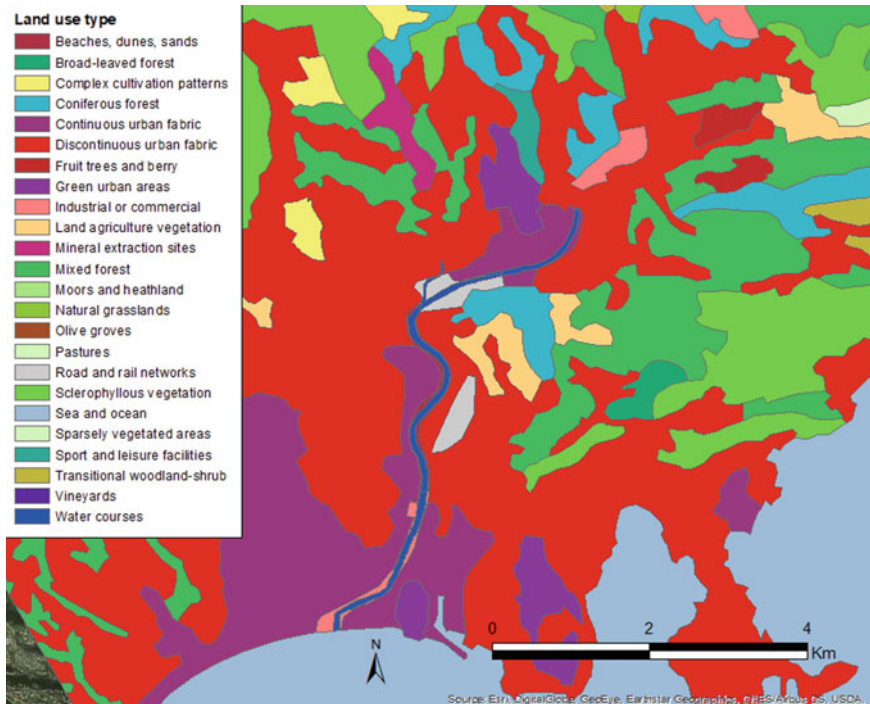 Land use type
Beaches, dunes, sands
Broad-leaved forest
Complex cultivation patterns
Coniferous forest
Continuous urban fabric
Discontinuous urban fabric
Fruit trees and berry
Green urban areas
Industrial or commercial
Land agriculture vegetation
Mineral extraction sites
Mixed forest
Moors and heathland
Natural grasslands
Olive groves
Pastures
Road and rail networks
Sclerophyllous vegetation
Sea and ocean
Sparsely vegetated areas
Sport and leisure facilities
Transitional woodland-shrub
Vineyards
Water courses
N
0 2 4
Km
Source: Esri, DigitalGlobe, GeoEye, Earthstar Geographics, CNES/Airbus DS, USDA,